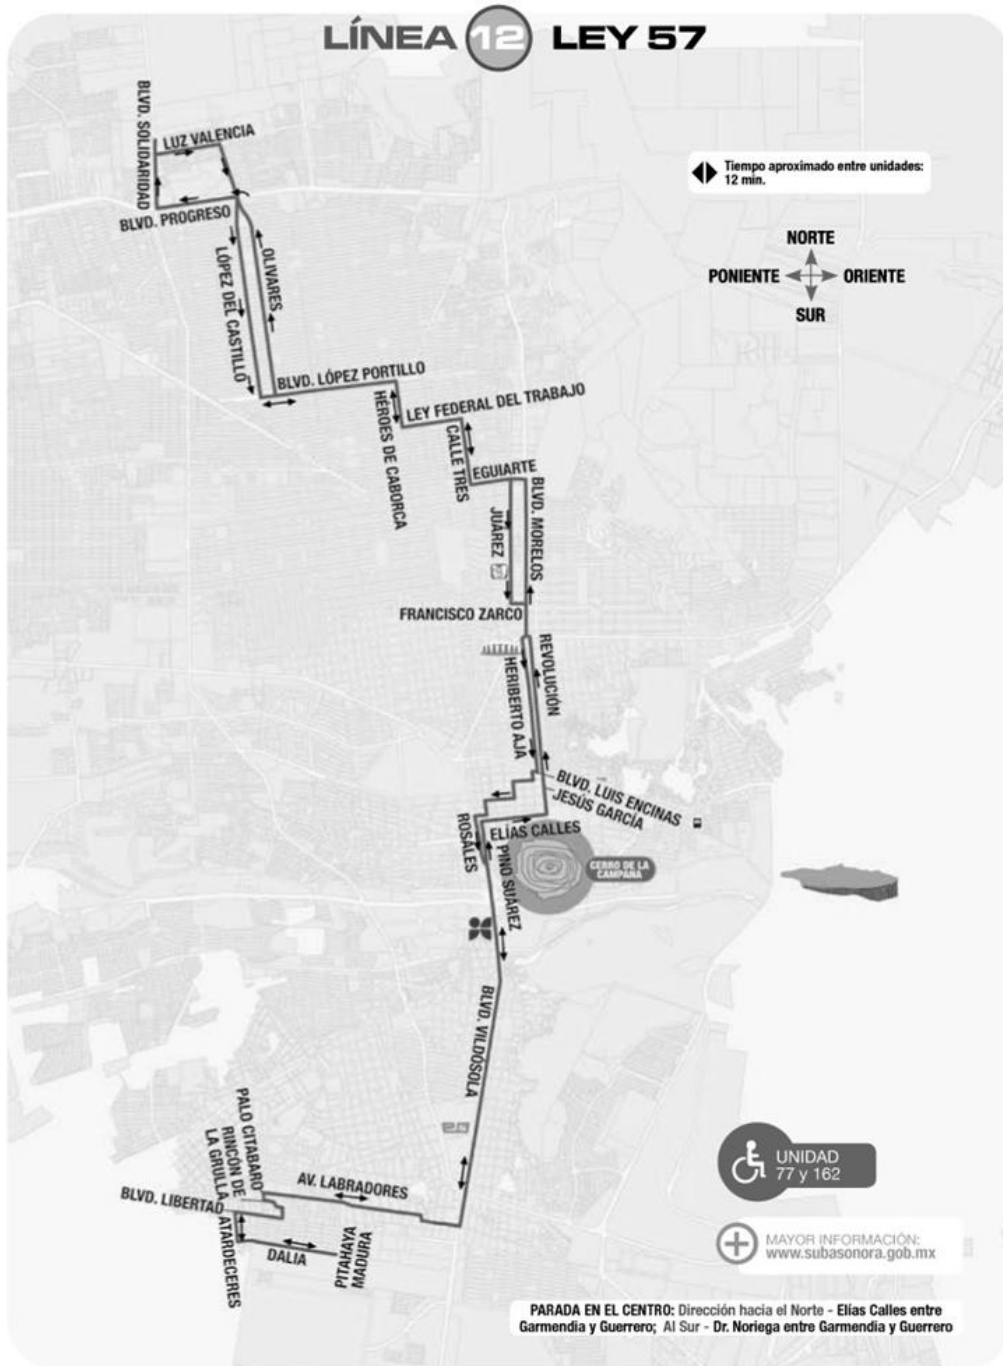 LÍNEA 12 LEY 57
BLVD. SOLIDARIDAD
LUZ VALENCIA
Tiempo aproximado entre unidades:
12 min.
BLVD. PROGRESO
NORTE
PONIENTE
ORIENTE
SUR
LÓPEZ DEL CASTILLO
OLIVARES
BLVD. LÓPEZ PORTILLO
HÉROES DE CABORCA
LEY FEDERAL DEL TRABAJO
CALLE TRES
EGUIARTE
JUÁREZ
BLVD. MORELOS
FRANCISCO ZARCO
REVOLUCIÓN
HERIBERTO AJA
BLVD. LUIS ENCINAS
JESÚS GARCÍA
ROSALES
ELÍAS CALLES
PINO SUÁREZ
CERRO DE LA
CAMPANA
BLVD. VILDÓSOLA
PALO CITABARO
RINCÓN DE
LA GRULLA
AV. LABRADORES
BLVD. LIBERTAD
ATARDECERES
DALIA
PITAHAYA
MADURA
UNIDAD
77 y 162
MAYOR INFORMACIÓN:
www.subasonora.gob.mx
PARADA EN EL CENTRO: Dirección hacia el Norte - Elías Calles entre
Garmendia y Guerrero; Al Sur - Dr. Noriega entre Garmendia y Guerrero